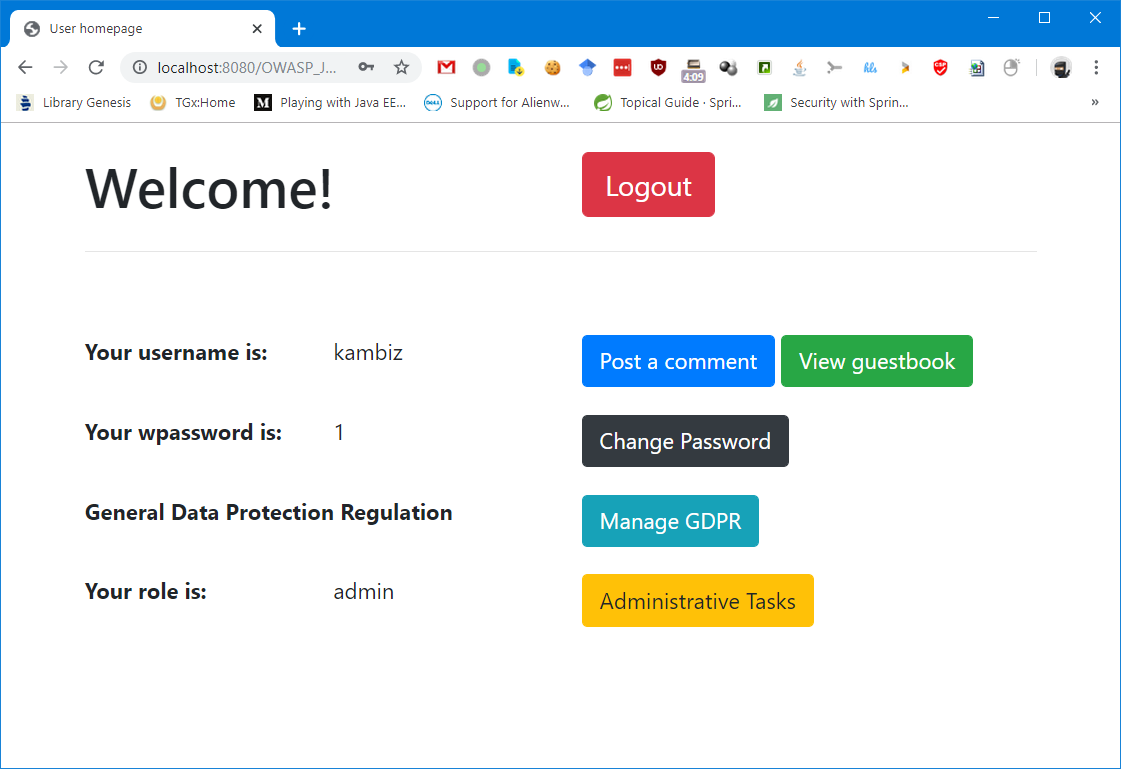 User homepage
localhost:8080/OWASP_J...
4:09
Library Genesis
TGx:Home
Playing with Java EE...
Support for Alienw...
Topical Guide · Spri...
Security with Sprin...
»
Welcome!
Logout
Your username is: kambiz
Post a comment
View guestbook
Your wpassword is: 1
Change Password
General Data Protection Regulation
Manage GDPR
Your role is: admin
Administrative Tasks